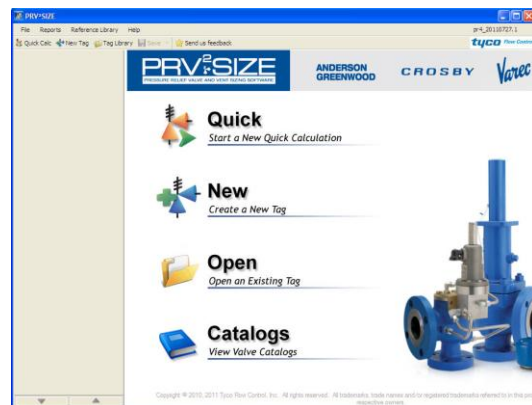 PRV²SIZE
File Reports Reference Library Help
pr4_20110727.1
Quick Calc New Tag Tag Library Save Send us feedback
tyco Flow Control
PRV²SIZE
PRESSURE RELIEF VALVE AND VENT SIZING SOFTWARE
ANDERSON
GREENWOOD
CROSBY
Varec
Quick
Start a New Quick Calculation
New
Create a New Tag
Open
Open an Existing Tag
Catalogs
View Valve Catalogs
Copyright © 2010, 2011 Tyco Flow Control, Inc. All rights reserved. All trademarks, trade names and/or registered trademarks referred to in this
respective owners.